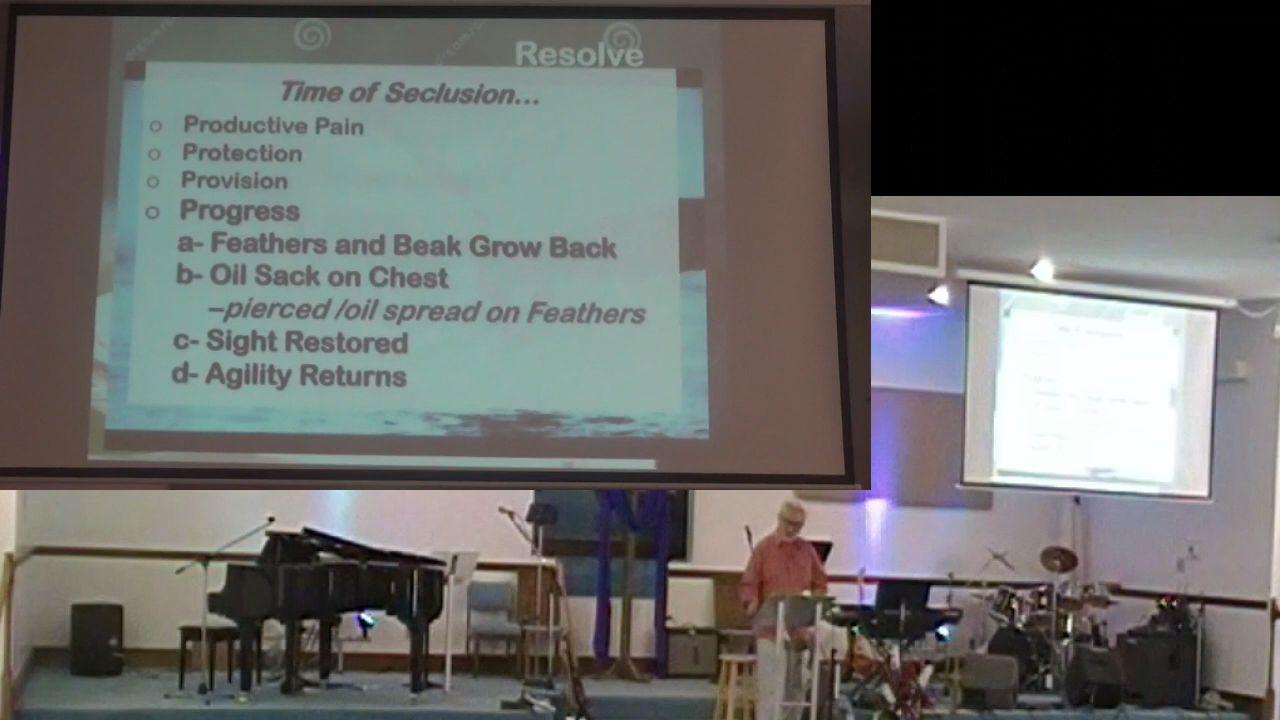 Resolve
Time of Seclusion...
○ Productive Pain
○ Protection
○ Provision
○ Progress
a- Feathers and Beak Grow Back
b- Oil Sack on Chest
–pierced /oil spread on Feathers
c- Sight Restored
d- Agility Returns